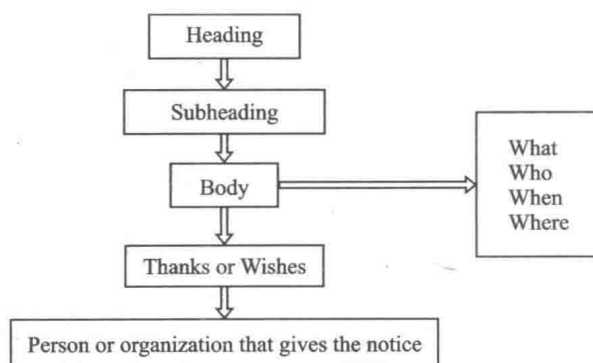 Heading
Subheading
Body
What
Who
When
Where
Thanks or Wishes
Person or organization that gives the notice